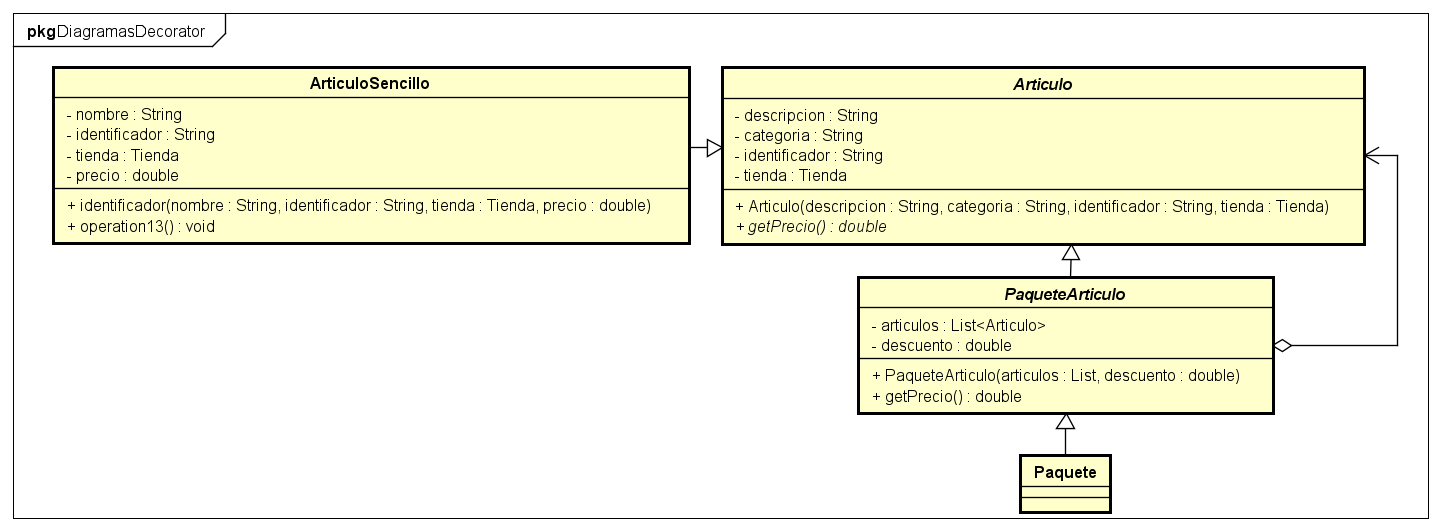 pkg DiagramasDecorator
ArticuloSencillo
- nombre : String
- identificador : String
- tienda : Tienda
- precio : double
+ identificador(nombre : String, identificador : String, tienda : Tienda, precio : double)
+ operation13() : void
Articulo
- descripcion : String
- categoria : String
- identificador : String
- tienda : Tienda
+ Articulo(descripcion : String, categoria : String, identificador : String, tienda : Tienda)
+ getPrecio() : double
PaqueteArticulo
- articulos : List<Articulo>
- descuento : double
+ PaqueteArticulo(articulos : List, descuento : double)
+ getPrecio() : double
Paquete